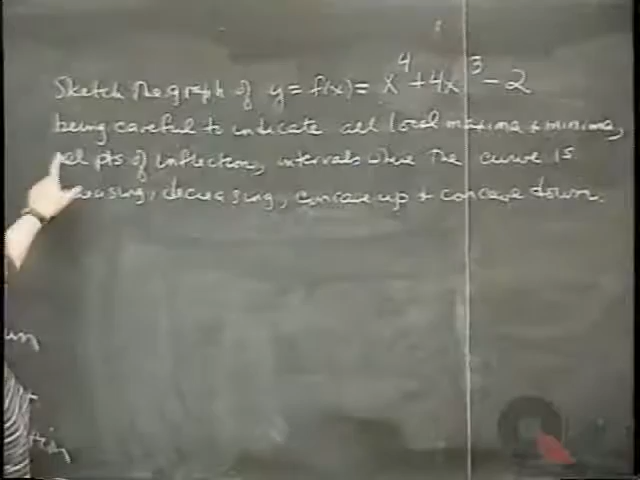 Sketch the graph of y = f(x) = x⁴ + 4x³ - 2
being careful to indicate all local maxima + minima,
all pts of inflection, intervals where the curve is
increasing, decreasing, concave up + concave down.